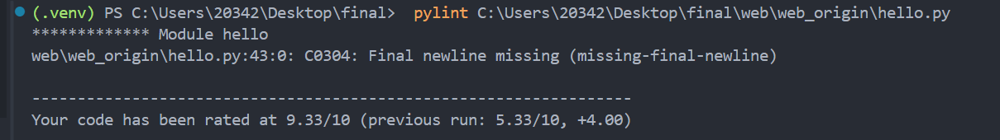 (.venv) PS C:\Users\20342\Desktop\final>  pylint C:\Users\20342\Desktop\final\web\web_origin\hello.py
************* Module hello
web\web_origin\hello.py:43:0: C0304: Final newline missing (missing-final-newline)
------------------------------------------------------------------
Your code has been rated at 9.33/10 (previous run: 5.33/10, +4.00)